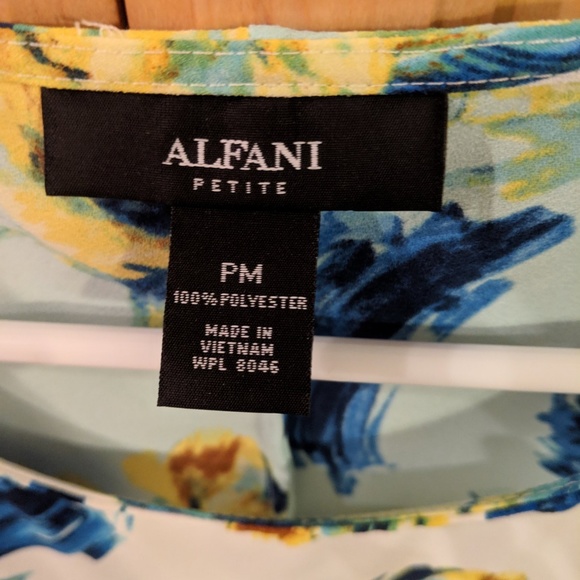 ALFANI
PETITE
PM
100% POLYESTER
MADE IN
VIETNAM
WPL 8046